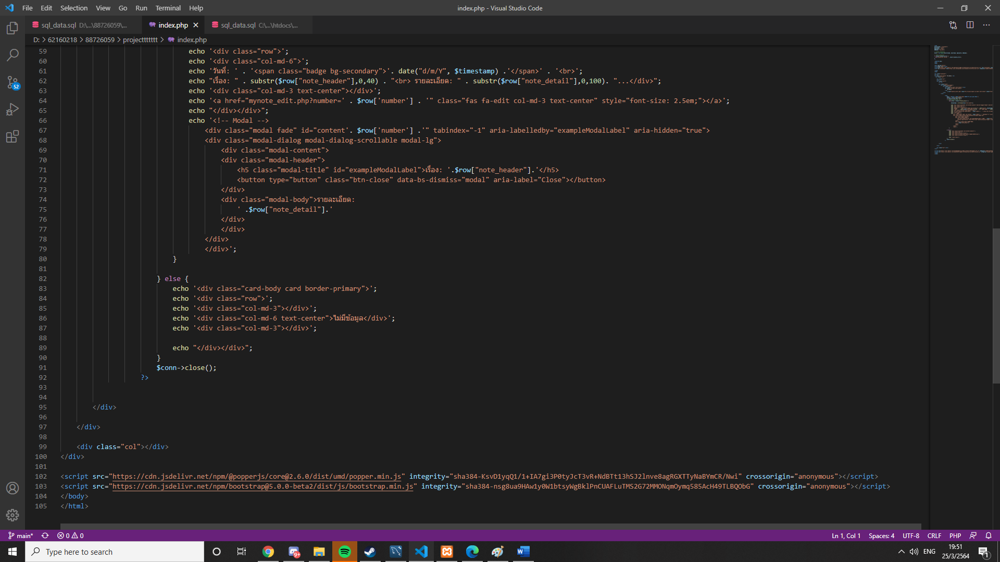 File Edit Selection View Go Run Terminal Help
index.php - Visual Studio Code
sql_data.sql D:\...\88726059\... index.php sql_data.sql C:\...\htdocs\...
D: > 62160218 > 88726059 > projectttttttt > index.php
59 echo '<div class="row">';
60 echo '<div class="col-md-6">';
61 echo 'วันที่: ' . '<span class="badge bg-secondary">'. date("d/m/Y", $timestamp) .'</span>' . '<br>';
62 echo "เรื่อง: " . substr($row["note_header"],0,40) . "<br> รายละเอียด: " . substr($row["note_detail"],0,100). "...</div>";
63 echo '<div class="col-md-3 text-center"></div>';
64 echo '<a href="mynote_edit.php?number=' . $row['number'] . '" class="fas fa-edit col-md-3 text-center" style="font-size: 2.5em;"></a>';
65 echo "</div></div>";
66 echo '<!-- Modal -->
67 <div class="modal fade" id="content'. $row['number'] .'" tabindex="-1" aria-labelledby="exampleModalLabel" aria-hidden="true">
68 <div class="modal-dialog modal-dialog-scrollable modal-lg">
69 <div class="modal-content">
70 <div class="modal-header">
71 <h5 class="modal-title" id="exampleModalLabel">เรื่อง: '.$row["note_header"].'</h5>
72 <button type="button" class="btn-close" data-bs-dismiss="modal" aria-label="Close"></button>
73 </div>
74 <div class="modal-body">รายละเอียด:
75 ' .$row["note_detail"].'
76 </div>
77 </div>
78 </div>
79 </div>';
80 }
81
82 } else {
83 echo '<div class="card-body card border-primary">';
84 echo '<div class="row">';
85 echo '<div class="col-md-3"></div>';
86 echo '<div class="col-md-6 text-center">ไม่มีข้อมูล</div>';
87 echo '<div class="col-md-3"></div>';
88
89 echo "</div></div>";
90 }
91 $conn->close();
92 ?>
93
94
95 </div>
96
97 </div>
98
99 <div class="col"></div>
100 </div>
101
102 <script src="https://cdn.jsdelivr.net/npm/@popperjs/core@2.6.0/dist/umd/popper.min.js" integrity="sha384-KsvD1yqQ1/1+IA7gi3P0tyJcT3vR+NdBTt13hSJ2lnve8agRGXTTyNaBYmCR/Nwi" crossorigin="anonymous"></script>
103 <script src="https://cdn.jsdelivr.net/npm/bootstrap@5.0.0-beta2/dist/js/bootstrap.min.js" integrity="sha384-nsg8ua9HAw1y0W1btsyWgBklPnCUAFLuTMS2G72MMONqmOymq585AcH49TLBQObG" crossorigin="anonymous"></script>
104 </body>
105 </html>
52
main* 0 0 Ln 1, Col 1 Spaces: 4 UTF-8 CRLF PHP
Type here to search
9+
ENG
19:51
25/3/2564
1